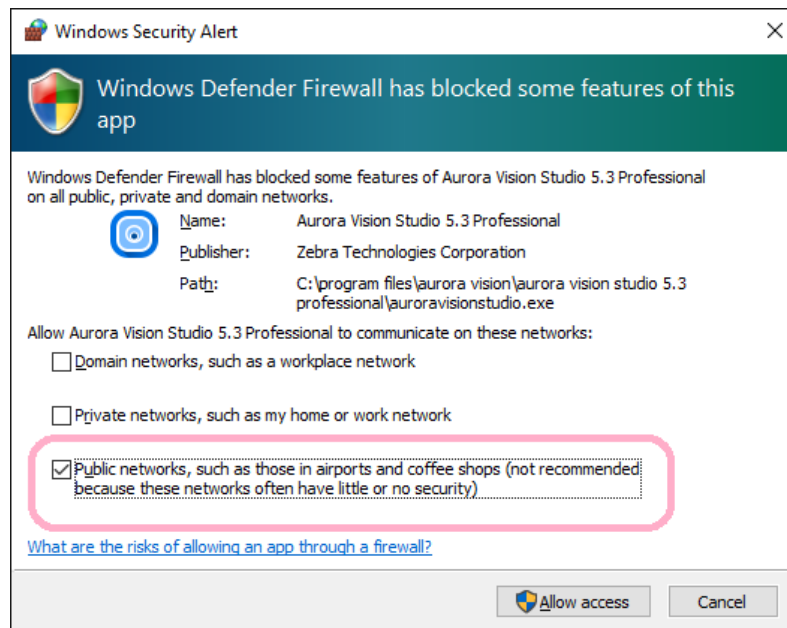 Windows Security Alert
Windows Defender Firewall has blocked some features of this
app
Windows Defender Firewall has blocked some features of Aurora Vision Studio 5.3 Professional
on all public, private and domain networks.
Name: Aurora Vision Studio 5.3 Professional
Publisher: Zebra Technologies Corporation
Path: C:\program files\aurora vision\aurora vision studio 5.3
professional\auroravisionstudio.exe
Allow Aurora Vision Studio 5.3 Professional to communicate on these networks:
Domain networks, such as a workplace network
Private networks, such as my home or work network
Public networks, such as those in airports and coffee shops (not recommended
because these networks often have little or no security)
What are the risks of allowing an app through a firewall?
Allow access Cancel